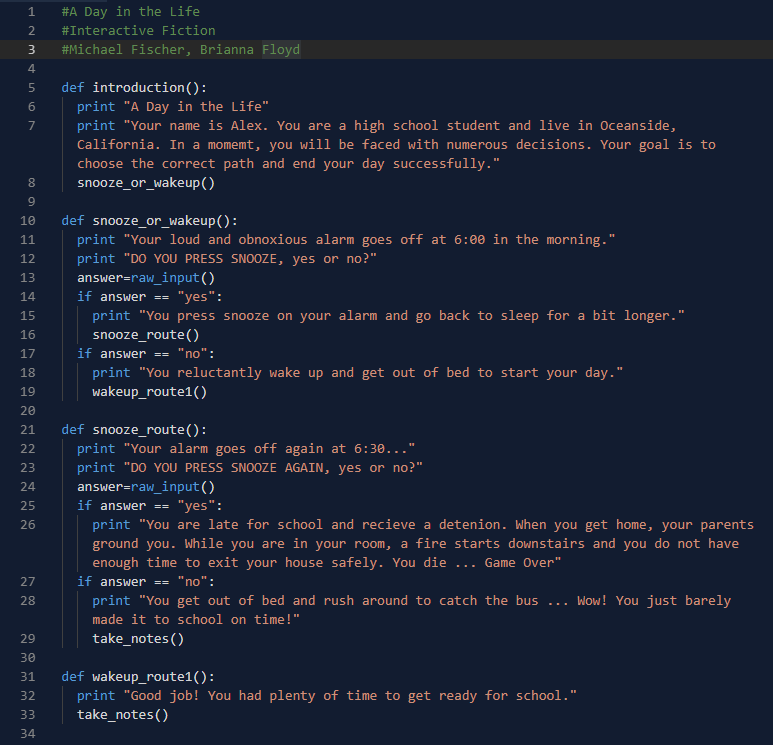 1 #A Day in the Life
2 #Interactive Fiction
3 #Michael Fischer, Brianna Floyd
4
5 def introduction():
6 print "A Day in the Life"
7 print "Your name is Alex. You are a high school student and live in Oceanside,
California. In a momemt, you will be faced with numerous decisions. Your goal is to
choose the correct path and end your day successfully."
8 snooze_or_wakeup()
9
10 def snooze_or_wakeup():
11 print "Your loud and obnoxious alarm goes off at 6:00 in the morning."
12 print "DO YOU PRESS SNOOZE, yes or no?"
13 answer=raw_input()
14 if answer == "yes":
15 print "You press snooze on your alarm and go back to sleep for a bit longer."
16 snooze_route()
17 if answer == "no":
18 print "You reluctantly wake up and get out of bed to start your day."
19 wakeup_route1()
20
21 def snooze_route():
22 print "Your alarm goes off again at 6:30..."
23 print "DO YOU PRESS SNOOZE AGAIN, yes or no?"
24 answer=raw_input()
25 if answer == "yes":
26 print "You are late for school and recieve a detenion. When you get home, your parents
ground you. While you are in your room, a fire starts downstairs and you do not have
enough time to exit your house safely. You die ... Game Over"
27 if answer == "no":
28 print "You get out of bed and rush around to catch the bus ... Wow! You just barely
made it to school on time!"
29 take_notes()
30
31 def wakeup_route1():
32 print "Good job! You had plenty of time to get ready for school."
33 take_notes()
34